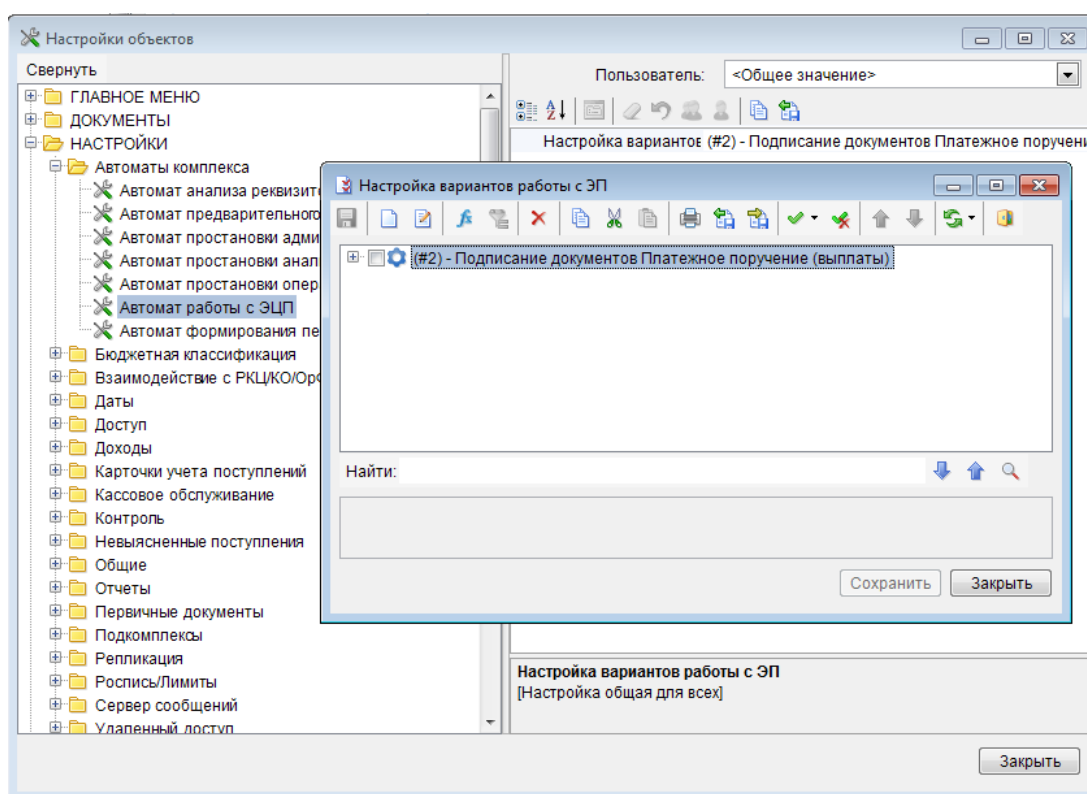 Настройки объектов
Свернуть
Пользователь: <Общее значение>
ГЛАВНОЕ МЕНЮ
ДОКУМЕНТЫ
НАСТРОЙКИ
Настройка вариантов (#2) - Подписание документов Платежное поручени
Автоматы комплекса
Автомат анализа реквизито
Автомат предварительного
Автомат простановки адми
Автомат простановки анал
Автомат простановки опер
Автомат работы с ЭЦП
Автомат формирования пе
Бюджетная классификация
Взаимодействие с РКЦ/КО/Орф
Даты
Доступ
Доходы
Карточки учета поступлений
Кассовое обслуживание
Контроль
Невыясненные поступления
Общие
Отчеты
Первичные документы
Подкомплексы
Репликация
Роспись/Лимиты
Сервер сообщений
Удаленный доступ
Настройка вариантов работы с ЭП
(#2) - Подписание документов Платежное поручение (выплаты)
Найти:
Сохранить
Закрыть
Настройка вариантов работы с ЭП
[Настройка общая для всех]
Закрыть